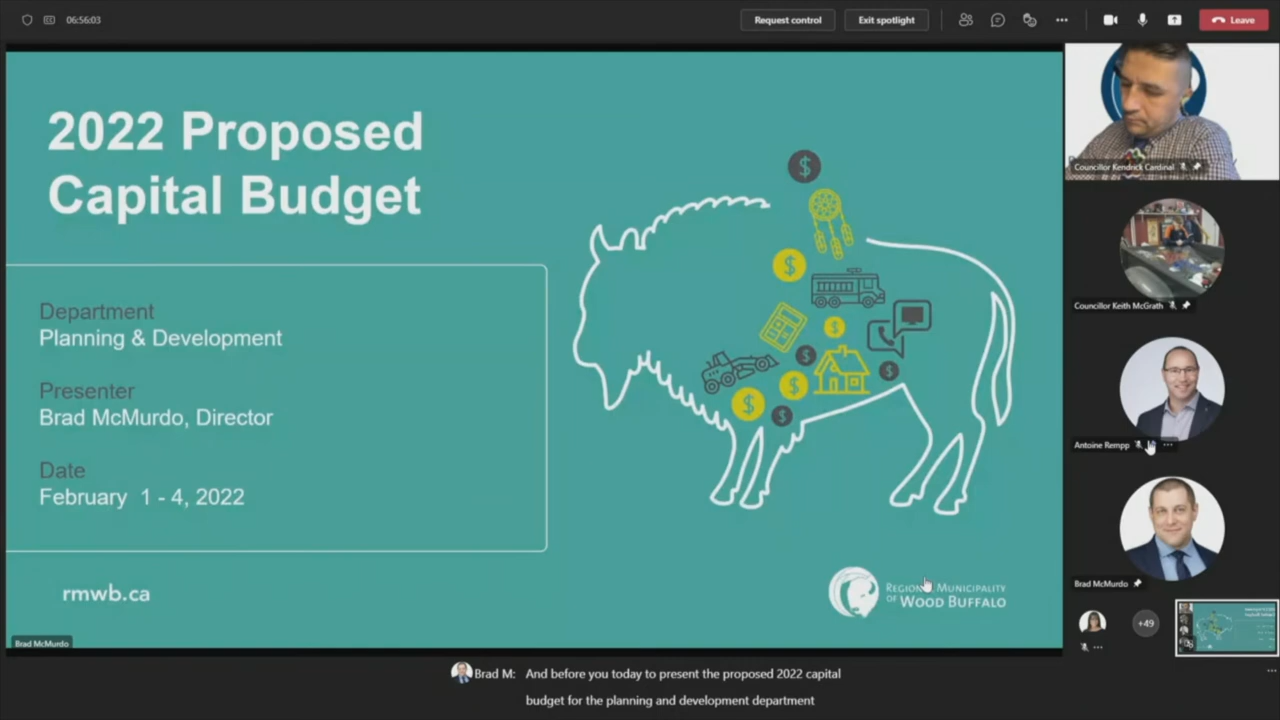 06:56:03
Request control
Exit spotlight
Leave
2022 Proposed
Capital Budget
Department
Planning & Development
Presenter
Brad McMurdo, Director
Date
February 1 - 4, 2022
rmwb.ca
REGIONAL MUNICIPALITY
OF WOOD BUFFALO
Brad McMurdo
Councillor Kendrick Cardinal
Councillor Keith McGrath
Antoine Rempp
Brad McMurdo
+49
Brad M: And before you today to present the proposed 2022 capital
budget for the planning and development department